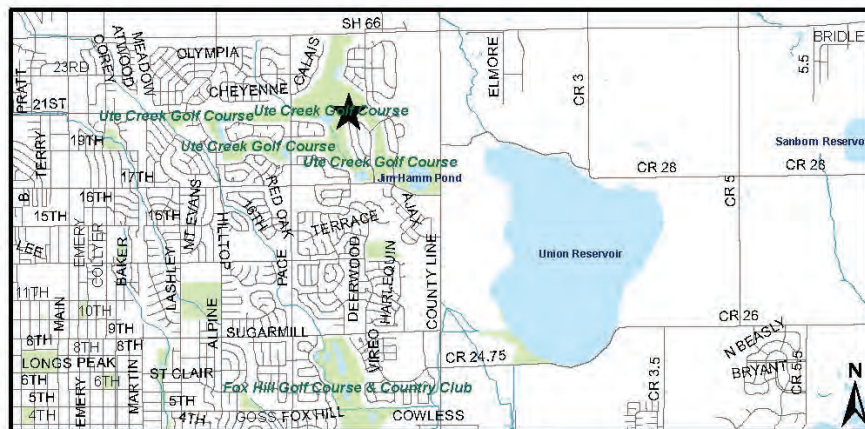 SH 66
MEADOW
ATWOOD
COREY
OLYMPIA
CALAIS
ELMORE
CR 3
5.5
BRIDLE
23RD
PRATT
CHEYENNE
21ST
Ute Creek Golf Course
Ute Creek Golf Course
Sanborn Reservo
19TH
Ute Creek Golf Course
Ute Creek Golf Course
TERRY
17TH
Jim Hamm Pond
CR 28
CR 5
CR 28
B
16TH
15TH
15TH
MT EVANS
HILLTOP
16TH
RED OAK
AJAX
TERRACE
LEE
EMERY
COLLYER
BAKER
LASHLEY
PACE
DEERWOOD
HARLEQUIN
COUNTY LINE
Union Reservoir
11TH
MAIN
10TH
9TH
ALPINE
SUGARMILL
CR 26
8TH
8TH
8TH
VIREO
N BEASLY
LONGS PEAK
CR 24.75
CR 3.5
BRYANT
CR 5.5
6TH
6TH
MARTIN
ST CLAIR
Fox Hill Golf Course & Country Club
N
5TH
5TH
4TH
EMERY
4TH
GOSS
FOX HILL
COWLESS